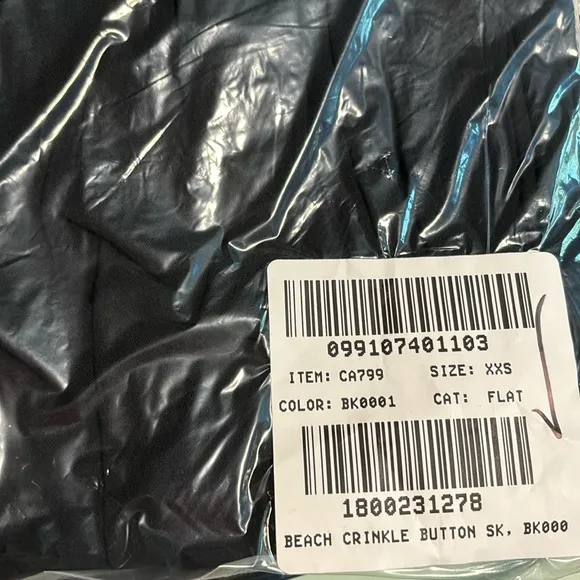 099107401103
ITEM: CA799 SIZE: XXS
COLOR: BK0001 CAT: FLAT
1800231278
BEACH CRINKLE BUTTON SK, BK000